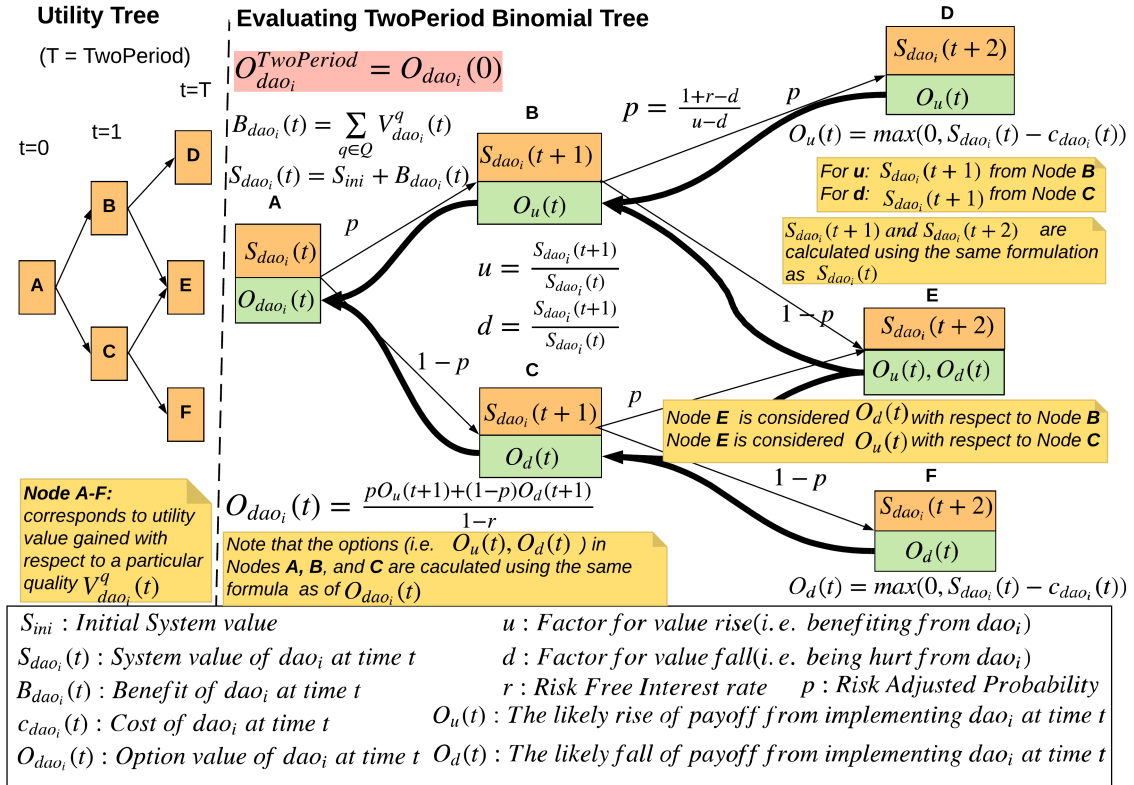 Utility Tree
(T = TwoPeriod)
t=T
t=1
t=0
D
B
A
E
C
F
Node A-F:
corresponds to utility
value gained with
respect to a particular
quality V^q_{dao_i}(t)
Evaluating TwoPeriod Binomial Tree
O^{TwoPeriod}_{dao_i} = O_{dao_i}(0)
B_{dao_i}(t) = ∑_{q∈Q} V^q_{dao_i}(t)
S_{dao_i}(t) = S_{ini} + B_{dao_i}(t)
A
S_{dao_i}(t)
O_{dao_i}(t)
p
1 − p
B
S_{dao_i}(t + 1)
O_u(t)
u = \frac{S_{dao_i}(t+1)}{S_{dao_i}(t)}
d = \frac{S_{dao_i}(t+1)}{S_{dao_i}(t)}
C
S_{dao_i}(t + 1)
O_d(t)
p = \frac{1+r−d}{u−d}
p
1 − p
p
1 − p
D
S_{dao_i}(t + 2)
O_u(t)
O_u(t) = max(0, S_{dao_i}(t) − c_{dao_i}(t))
For u: S_{dao_i}(t + 1) from Node B
For d: S_{dao_i}(t + 1) from Node C
S_{dao_i}(t + 1) and S_{dao_i}(t + 2) are
calculated using the same formulation
as S_{dao_i}(t)
E
S_{dao_i}(t + 2)
O_u(t), O_d(t)
Node E is considered O_d(t) with respect to Node B
Node E is considered O_u(t) with respect to Node C
F
S_{dao_i}(t + 2)
O_d(t)
O_d(t) = max(0, S_{dao_i}(t) − c_{dao_i}(t))
O_{dao_i}(t) = \frac{pO_u(t+1)+(1−p)O_d(t+1)}{1−r}
Note that the options (i.e. O_u(t), O_d(t) ) in
Nodes A, B, and C are caculated using the same
formula as of O_{dao_i}(t)
S_{ini} : Initial System value
S_{dao_i}(t) : System value of dao_i at time t
B_{dao_i}(t) : Benefit of dao_i at time t
c_{dao_i}(t) : Cost of dao_i at time t
O_{dao_i}(t) : Option value of dao_i at time t
u : Factor for value rise(i. e. benefiting from dao_i)
d : Factor for value fall(i. e. being hurt from dao_i)
r : Risk Free Interest rate p : Risk Adjusted Probability
O_u(t) : The likely rise of payoff from implementing dao_i at time t
O_d(t) : The likely fall of payoff from implementing dao_i at time t